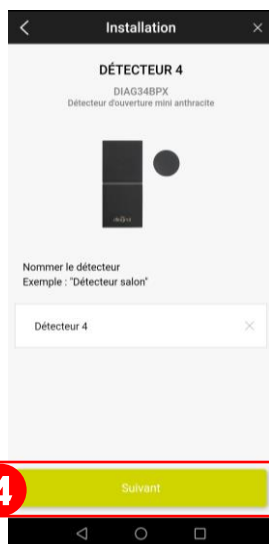 Installation
DÉTECTEUR 4
DIAG34BPX
Détecteur d'ouverture mini anthracite
Nommer le détecteur
Exemple : "Détecteur salon"
Détecteur 4
4
Suivant